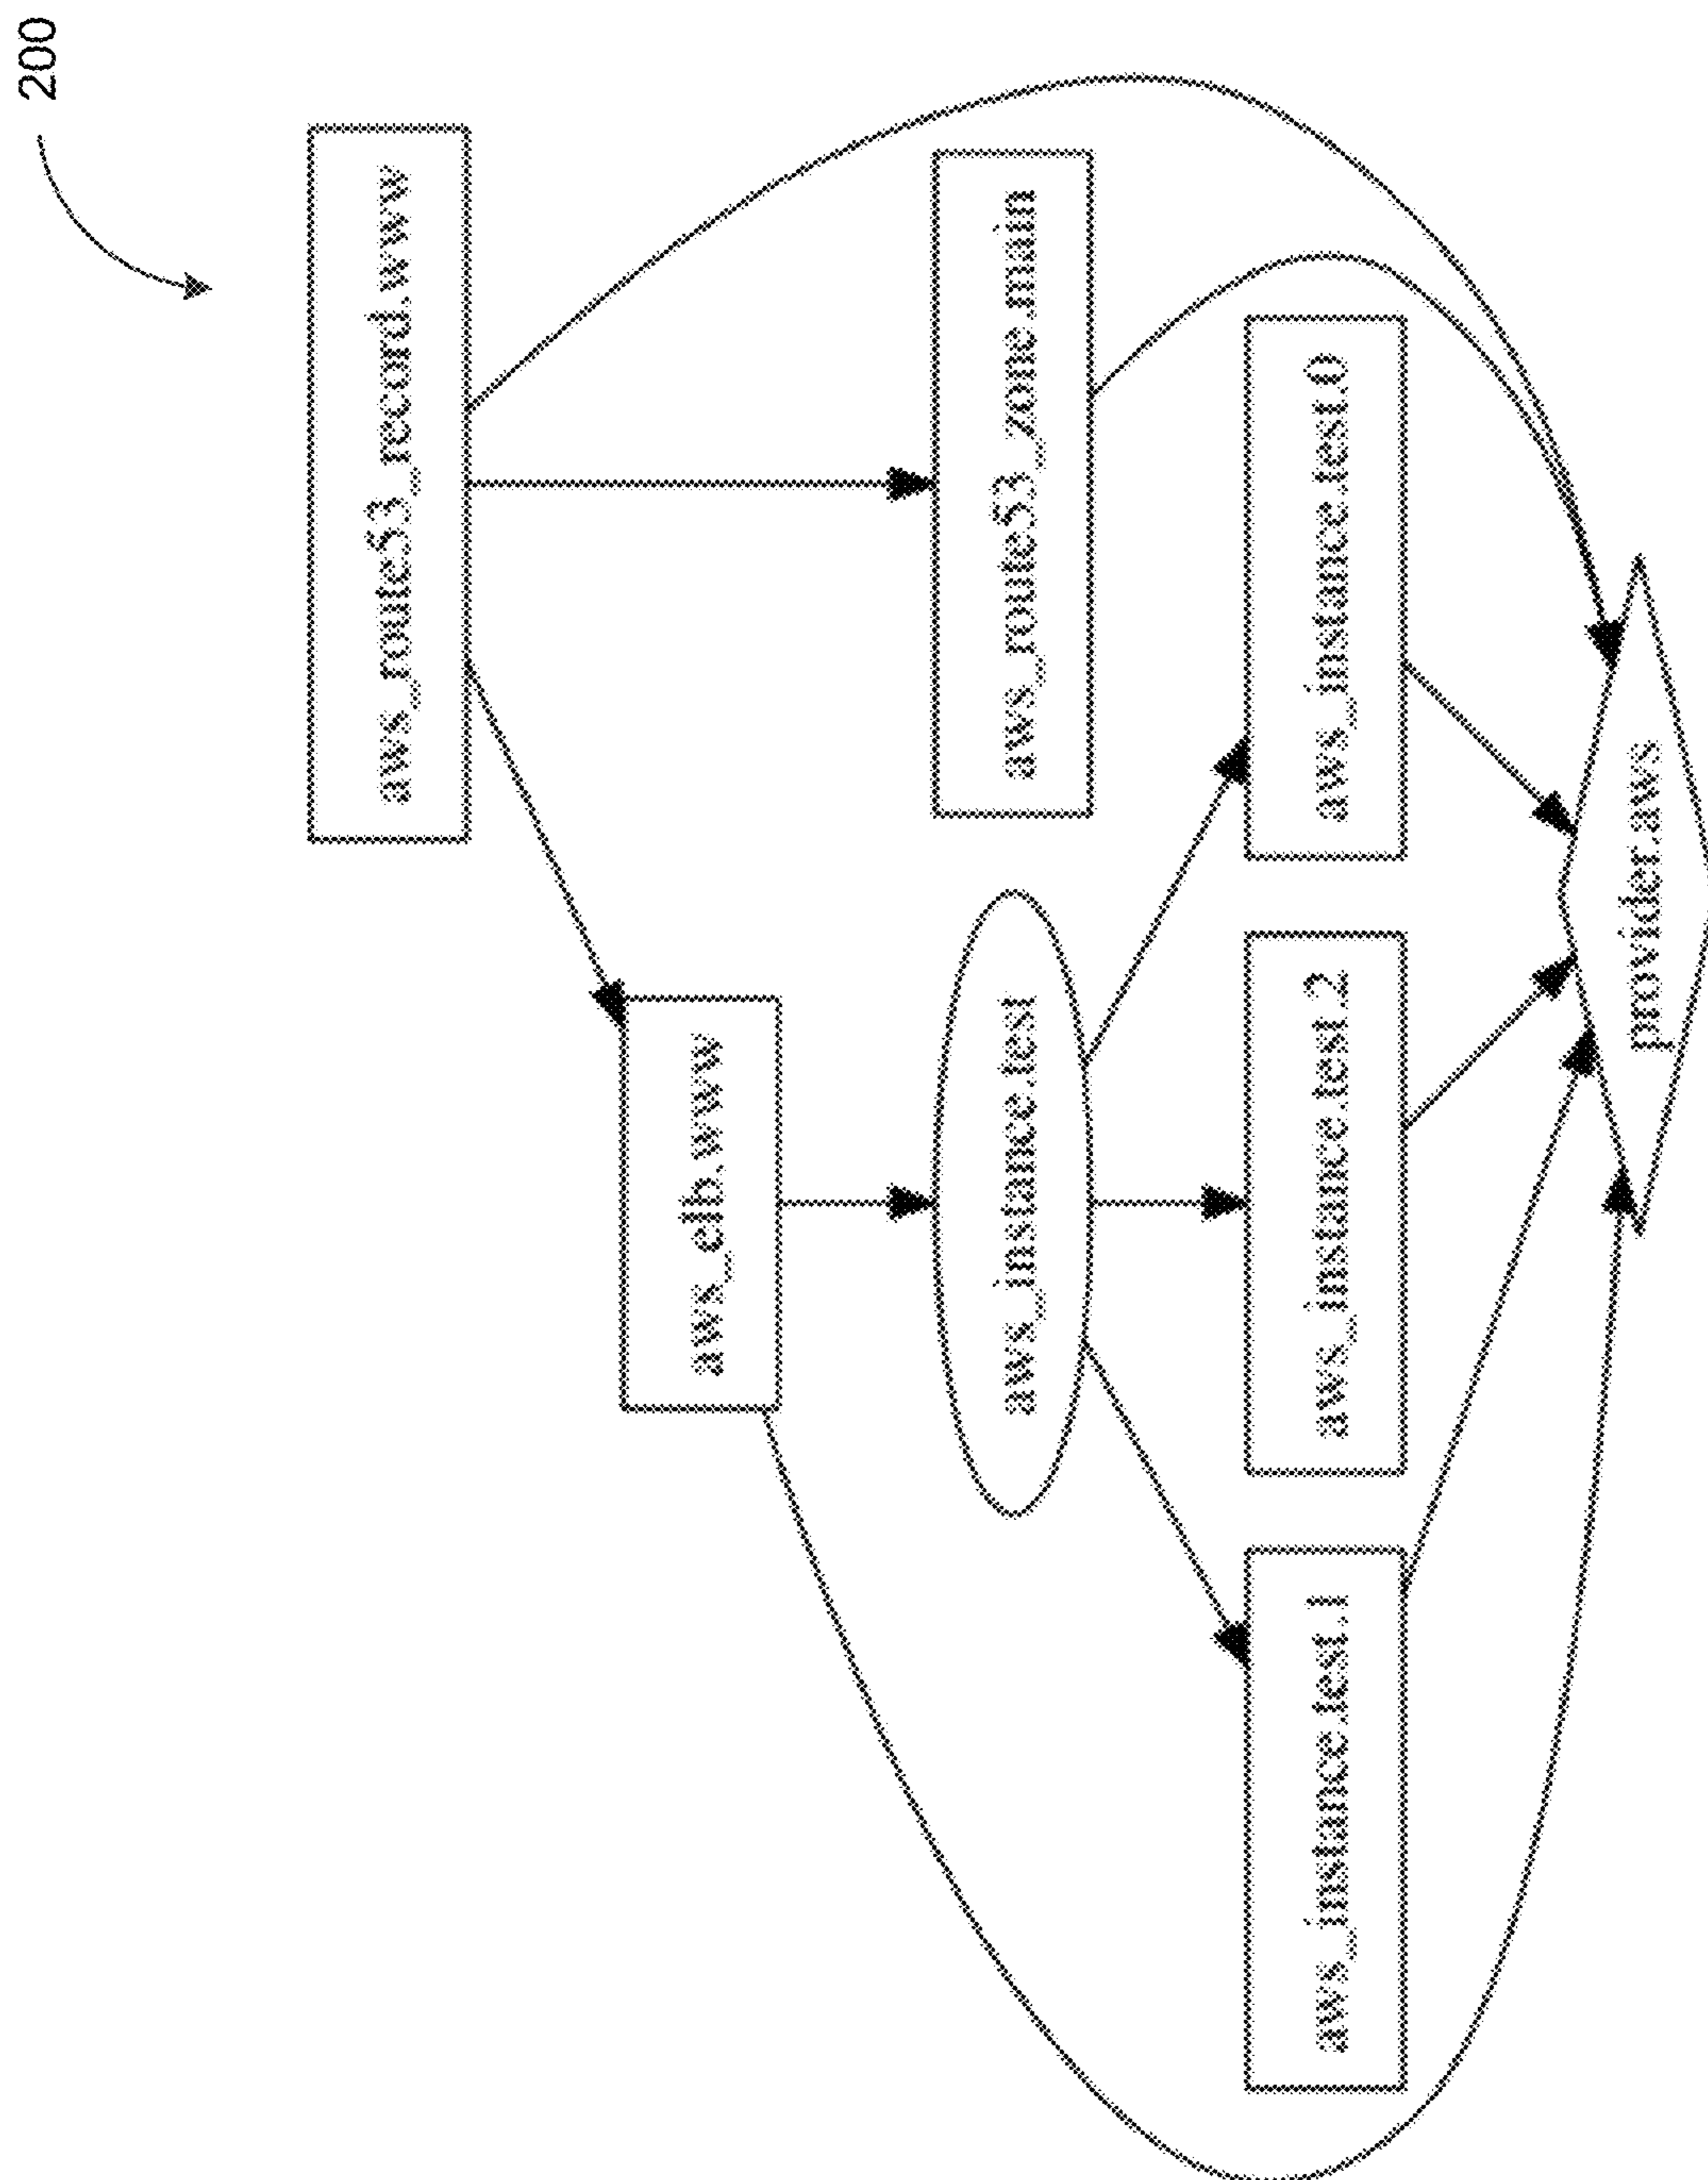 200
aws_route53_record.www
aws_elb.www
aws_route53_zone.main
aws_instance.test
aws_instance.test.1
aws_instance.test.2
aws_instance.test.0
provider.aws